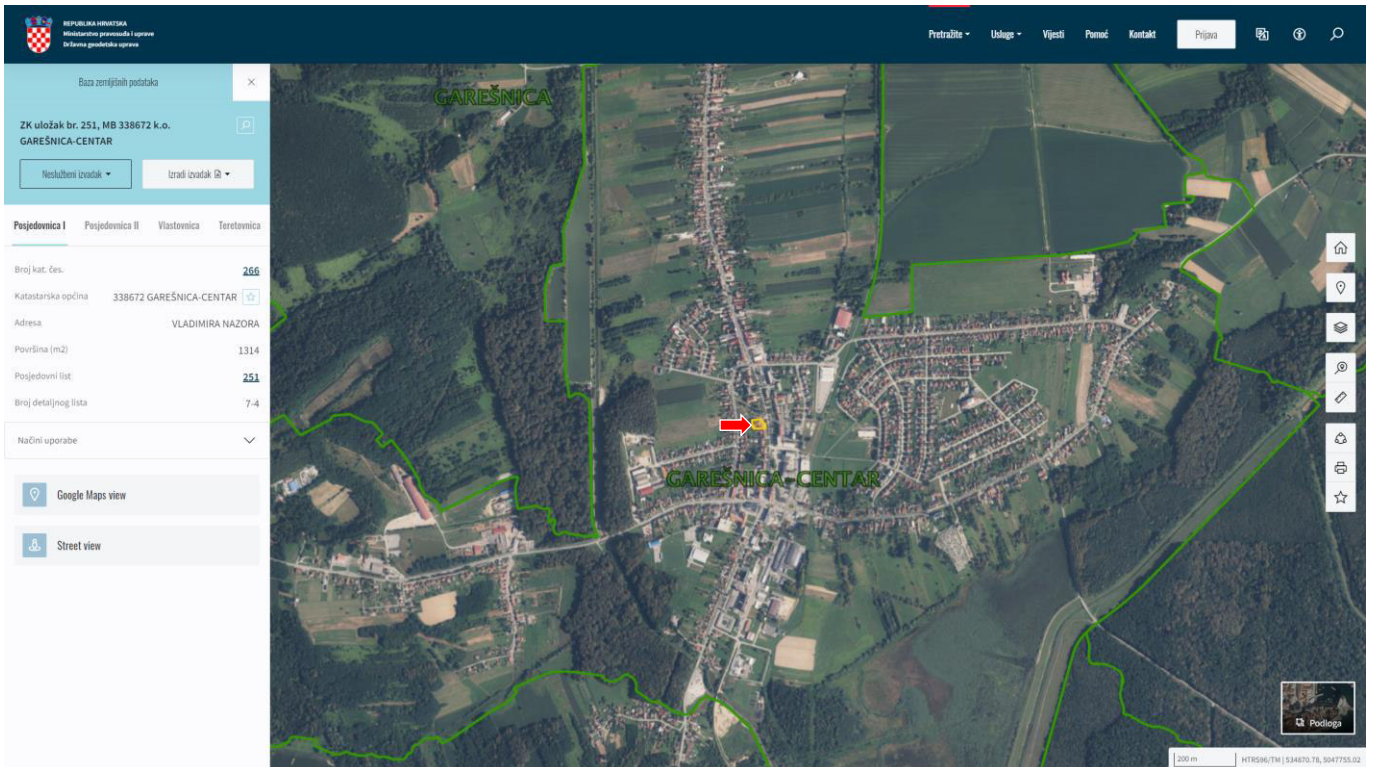 REPUBLIKA HRVATSKA
Ministarstvo pravosuđa i uprave
Državna geodetska uprava
Pretražite
Usluge
Vijesti
Pomoć
Kontakt
Prijava
Baza zemljišnih podataka
ZK uložak br. 251, MB 338672 k.o.
GAREŠNICA-CENTAR
Neslužbeni izvadak
Izradi izvadak
Posjedovnica I
Posjedovnica II
Vlastovnica
Teretovnica
Broj kat. čes.
266
Katastarska općina
338672 GAREŠNICA-CENTAR
Adresa
VLADIMIRA NAZORA
Površina (m2)
1314
Posjedovni list
251
Broj detaljnog lista
7-4
Načini uporabe
Google Maps view
Street view
GAREŠNICA
GAREŠNICA-CENTAR
Podloga
200 m
HTRS96/TM | 534870.78, 5047755.02